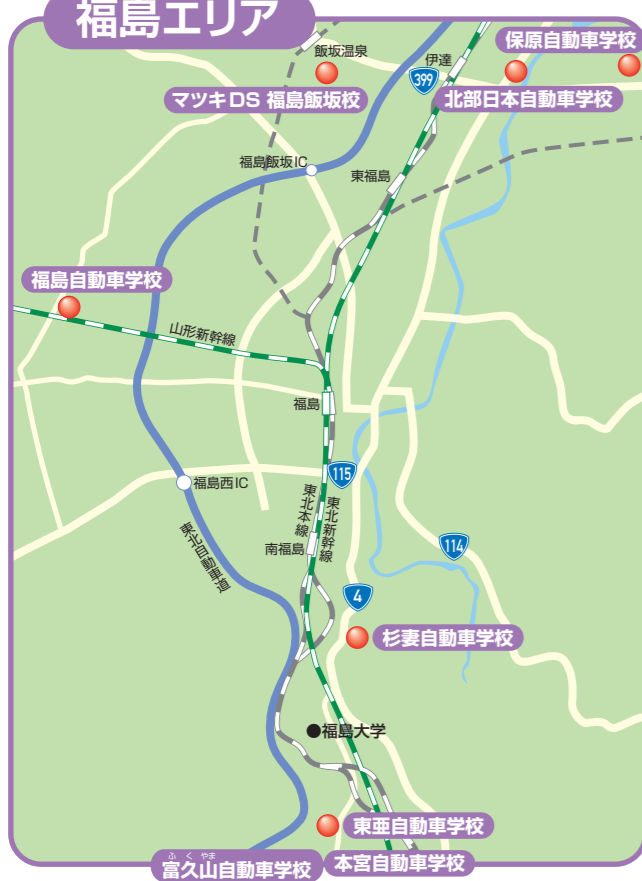 福島エリア
飯坂温泉
伊達
保原自動車学校
マツキDS 福島飯坂校
399
北部日本自動車学校
福島飯坂IC
東福島
福島自動車学校
山形新幹線
福島
115
福島西IC
東北本線
東北新幹線
東北自動車道
南福島
114
4
杉妻自動車学校
福島大学
東亜自動車学校
ふくやま
富久山自動車学校
本宮自動車学校